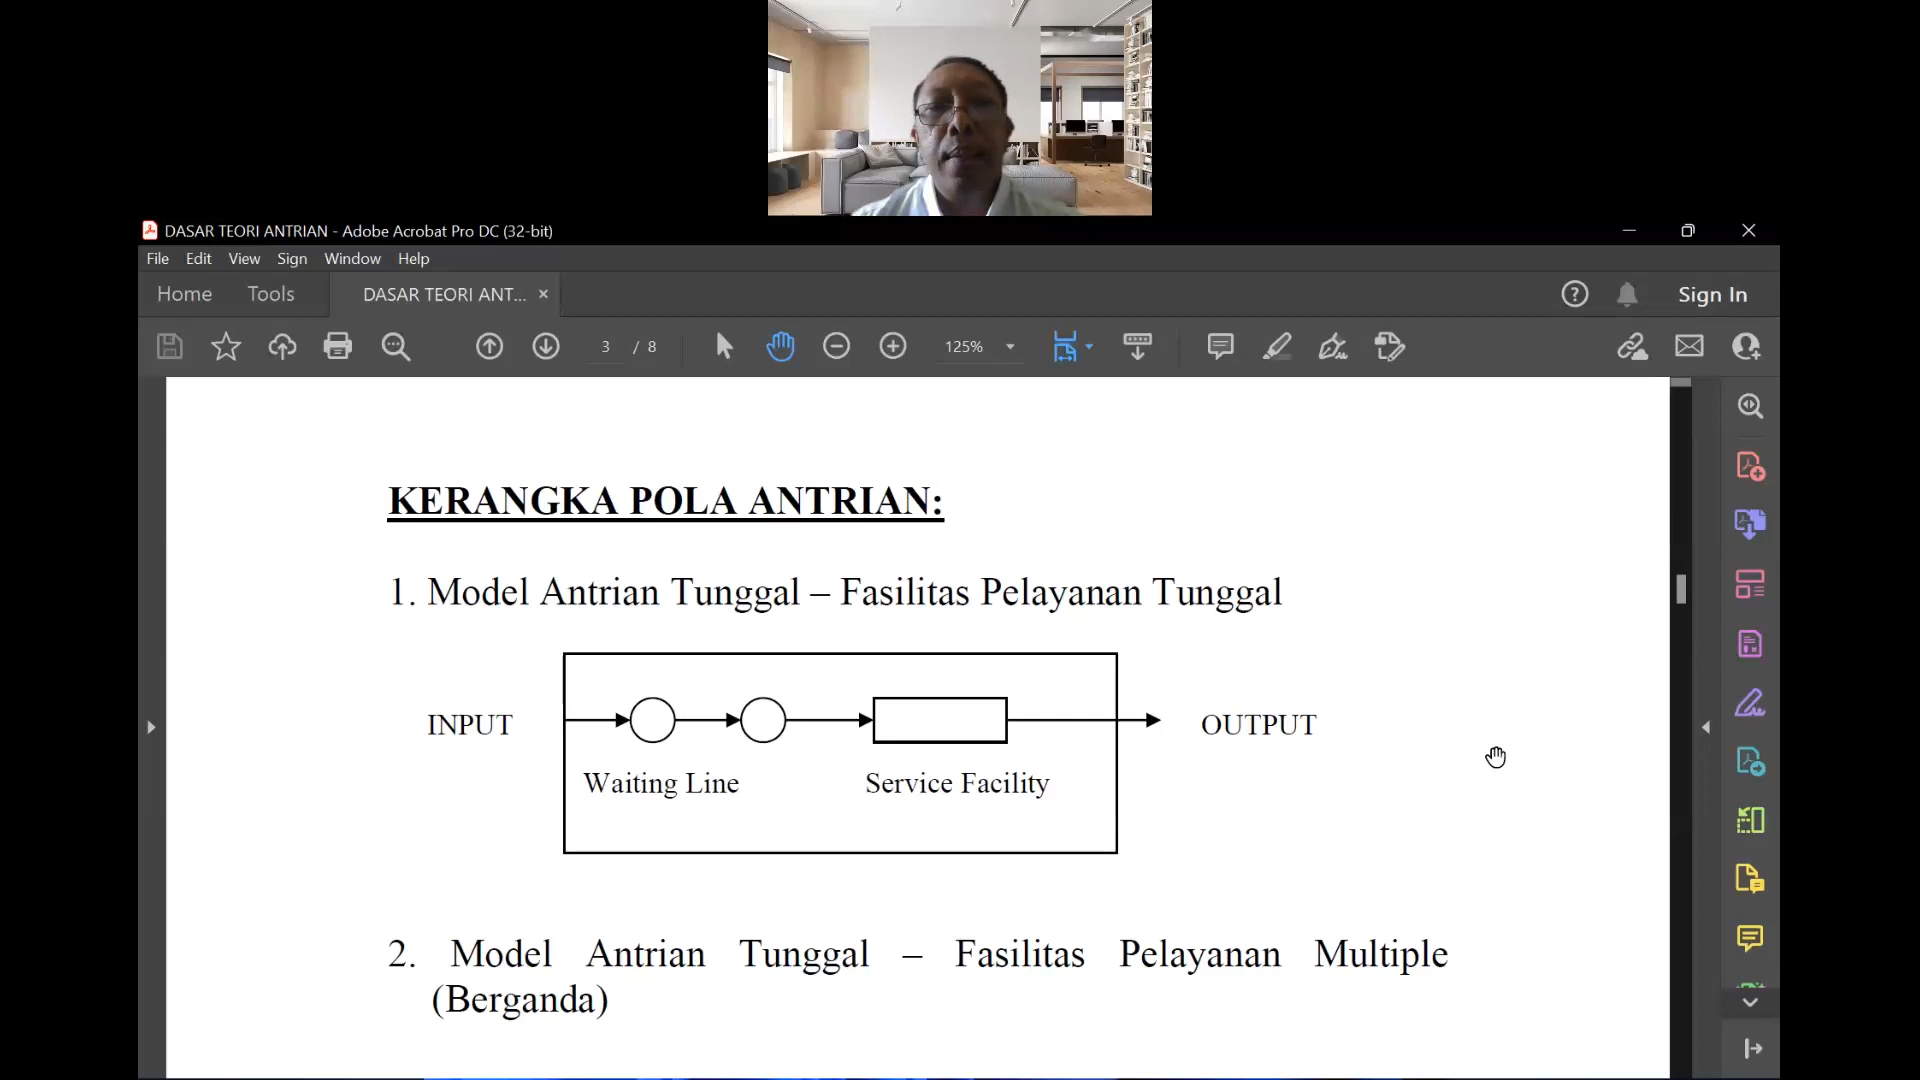 DASAR TEORI ANTRIAN - Adobe Acrobat Pro DC (32-bit)
File Edit View Sign Window Help
Home Tools DASAR TEORI ANT... × Sign In
3 / 8 125%
KERANGKA POLA ANTRIAN:
1. Model Antrian Tunggal – Fasilitas Pelayanan Tunggal
INPUT OUTPUT
Waiting Line Service Facility
2. Model Antrian Tunggal – Fasilitas Pelayanan Multiple
(Berganda)